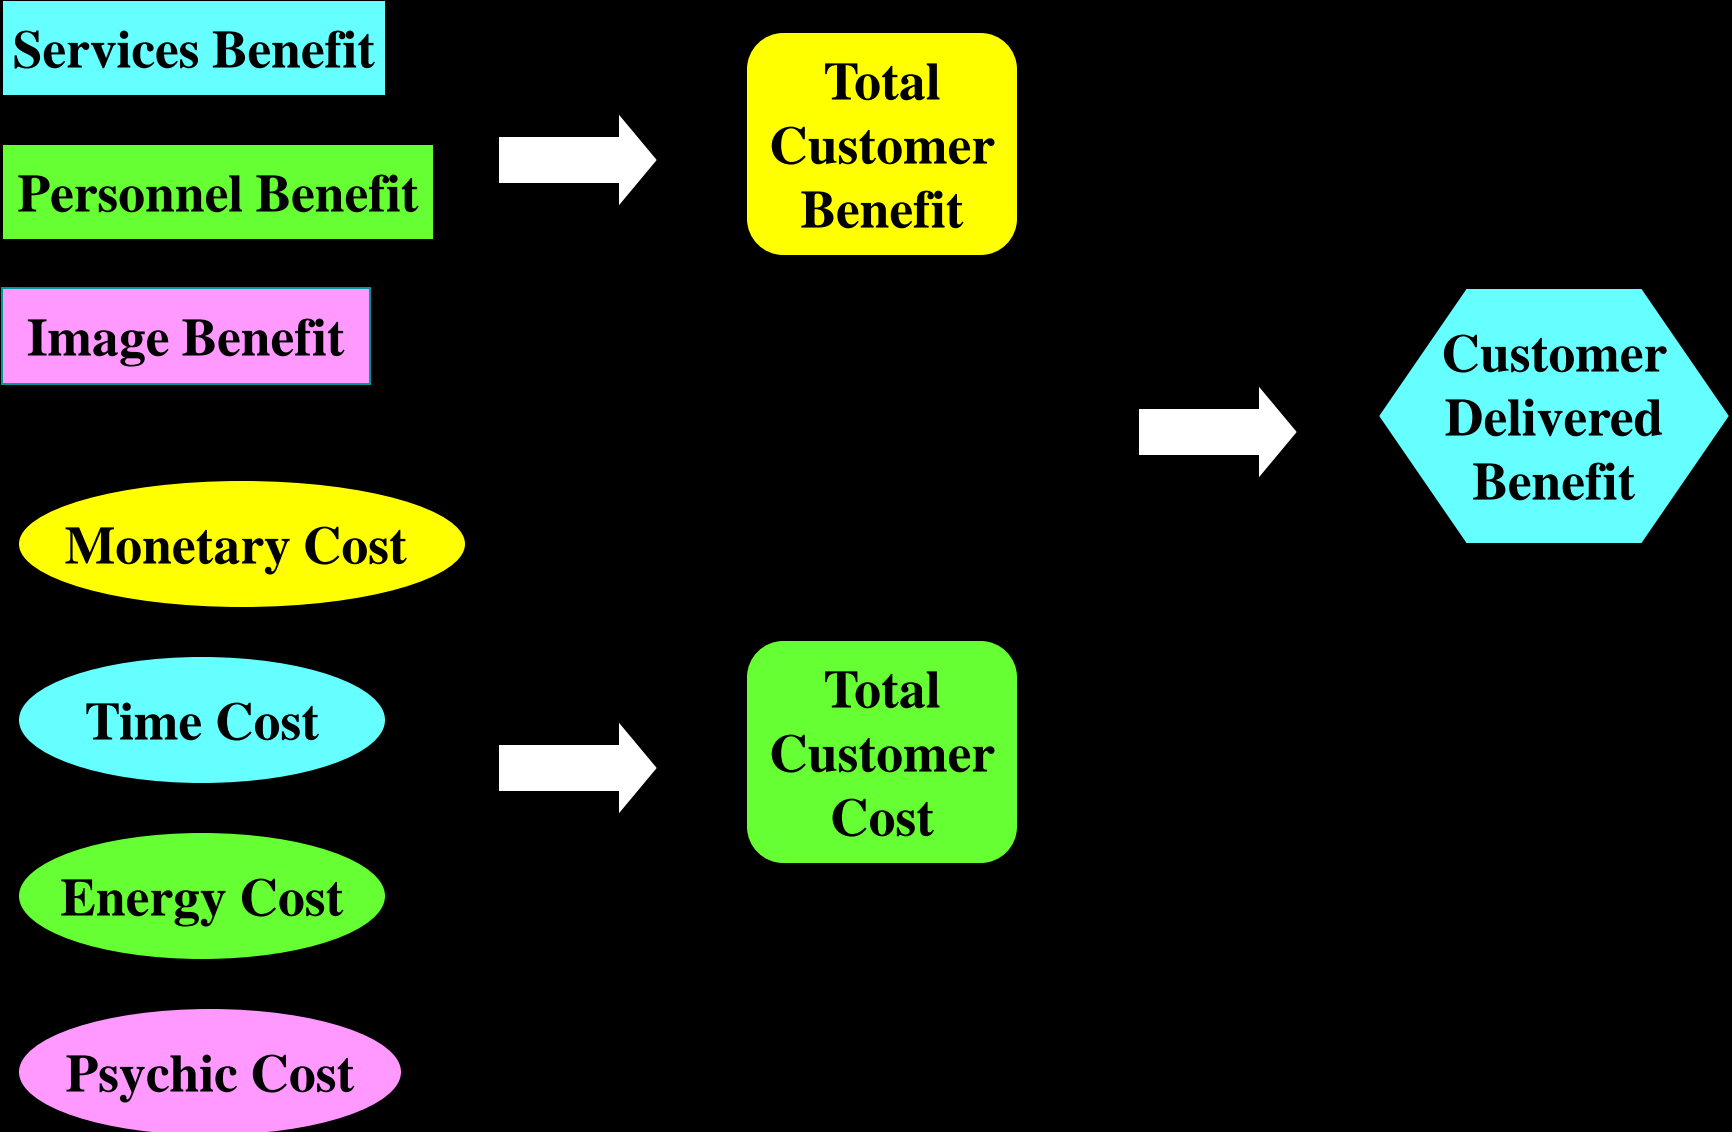 Services Benefit
Personnel Benefit
Image Benefit
Monetary Cost
Time Cost
Energy Cost
Psychic Cost
Total
Customer
Benefit
Total
Customer
Cost
Customer
Delivered
Benefit